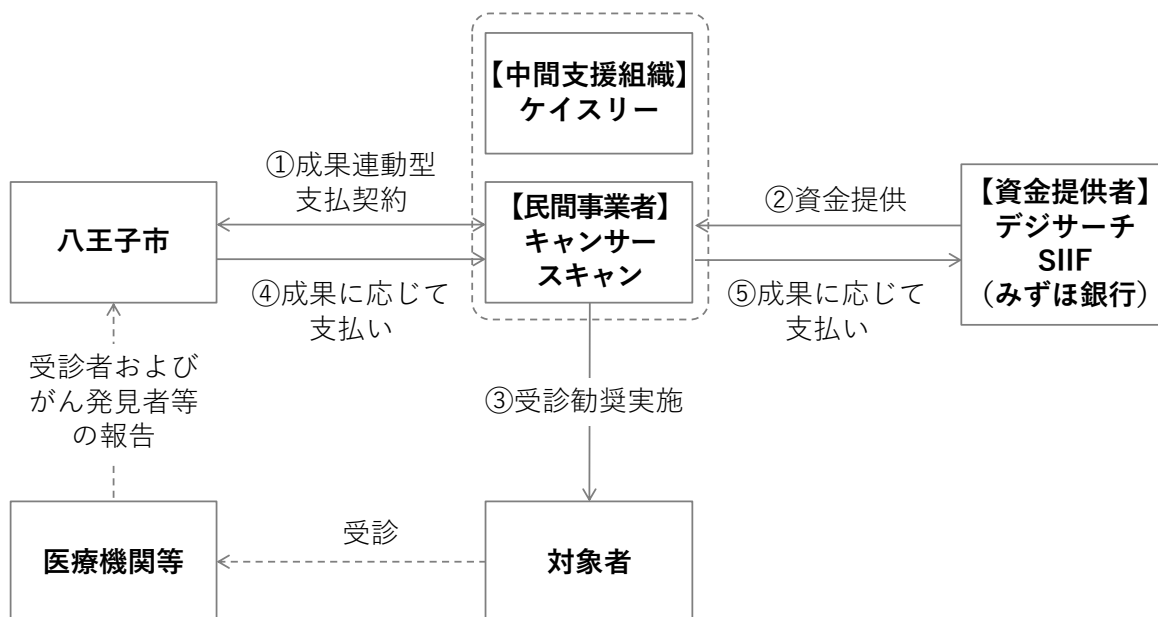 【中間支援組織】
ケイスリー
①成果連動型
支払契約
②資金提供
八王子市
【民間事業者】
キャンサー
スキャン
【資金提供者】
デジサーチ
SIIF
（みずほ銀行）
④成果に応じて
支払い
⑤成果に応じて
支払い
受診者および
がん発見者等
の報告
③受診勧奨実施
医療機関等
受診
対象者